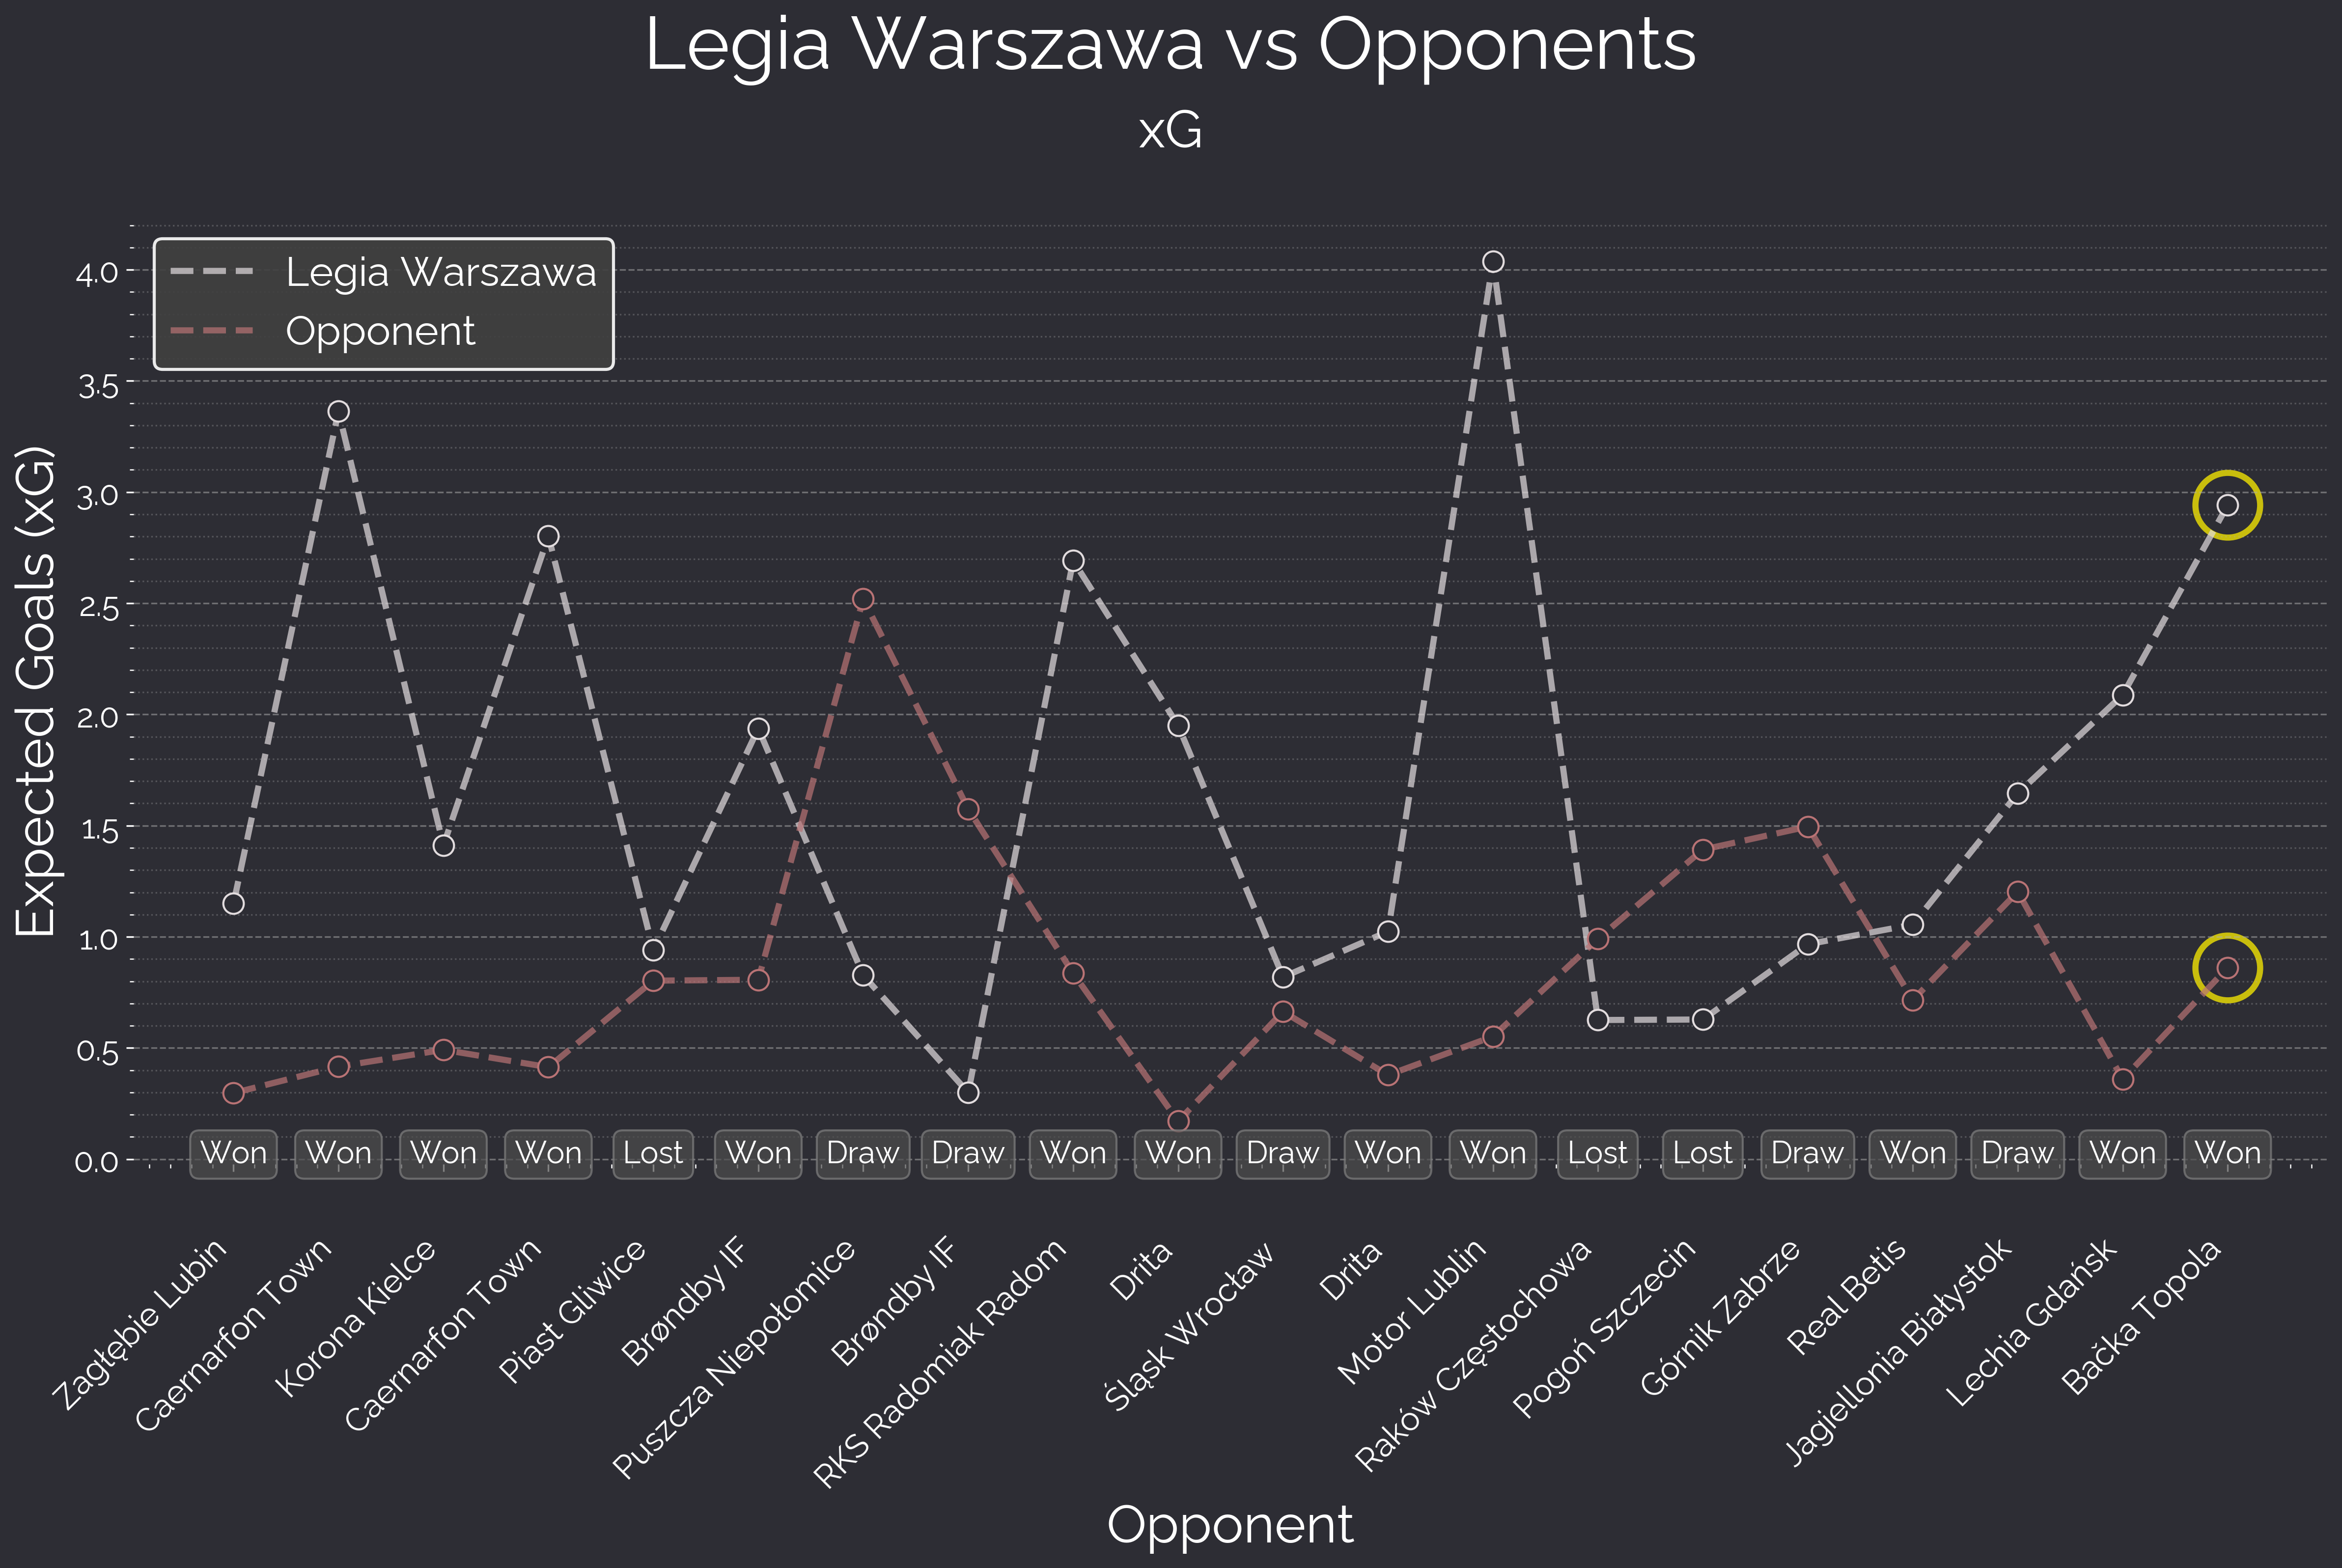 Legia Warszawa vs Opponents
xG
Legia Warszawa
Opponent
Expected Goals (xG)
4.0
3.5
3.0
2.5
2.0
1.5
1.0
0.5
0.0
Won Won Won Won Lost Won Draw Draw Won Won Draw Won Won Lost Lost Draw Won Draw Won Won
Zagłębie Lubin
Caernarfon Town
Korona Kielce
Caernarfon Town
Piast Gliwice
Brøndby IF
Puszcza Niepołomice
Brøndby IF
RKS Radomiak Radom
Drita
Śląsk Wrocław
Drita
Motor Lublin
Raków Częstochowa
Pogoń Szczecin
Górnik Zabrze
Real Betis
Jagiellonia Białystok
Lechia Gdańsk
Bačka Topola
Opponent